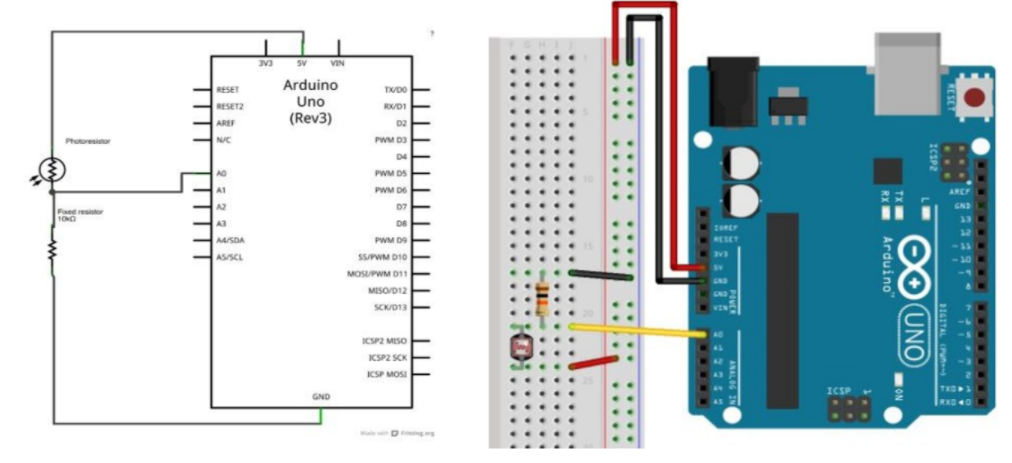 ?
3V3 5V VIN
Arduino
Uno
(Rev3)
RESET
RESET2
AREF
N/C
A0
A1
A2
A3
A4/SDA
A5/SCL
TX/D0
RX/D1
D2
PWM D3
D4
PWM D5
PWM D6
D7
D8
PWM D9
SS/PWM D10
MOSI/PWM D11
MISO/D12
SCK/D13
ICSP2 MISO
ICSP2 SCK
ICSP MOSI
GND
Photoresistor
Fixed resistor
10kΩ
Made with Fritzing.org
F G H I J
1
5
10
15
20
25
RESET
ICSP2
IOREF
RESET
3V3
5V
GND
GND
VIN
POWER
A0
A1
A2
A3
A4
A5
ANALOG IN
AREF
GND
13
12
~11
~10
~9
8
7
~6
~5
4
~3
2
TXD▶1
RXD◀0
DIGITAL (PWM~)
RX
TX
L
Arduino™
UNO
ON
ICSP 1